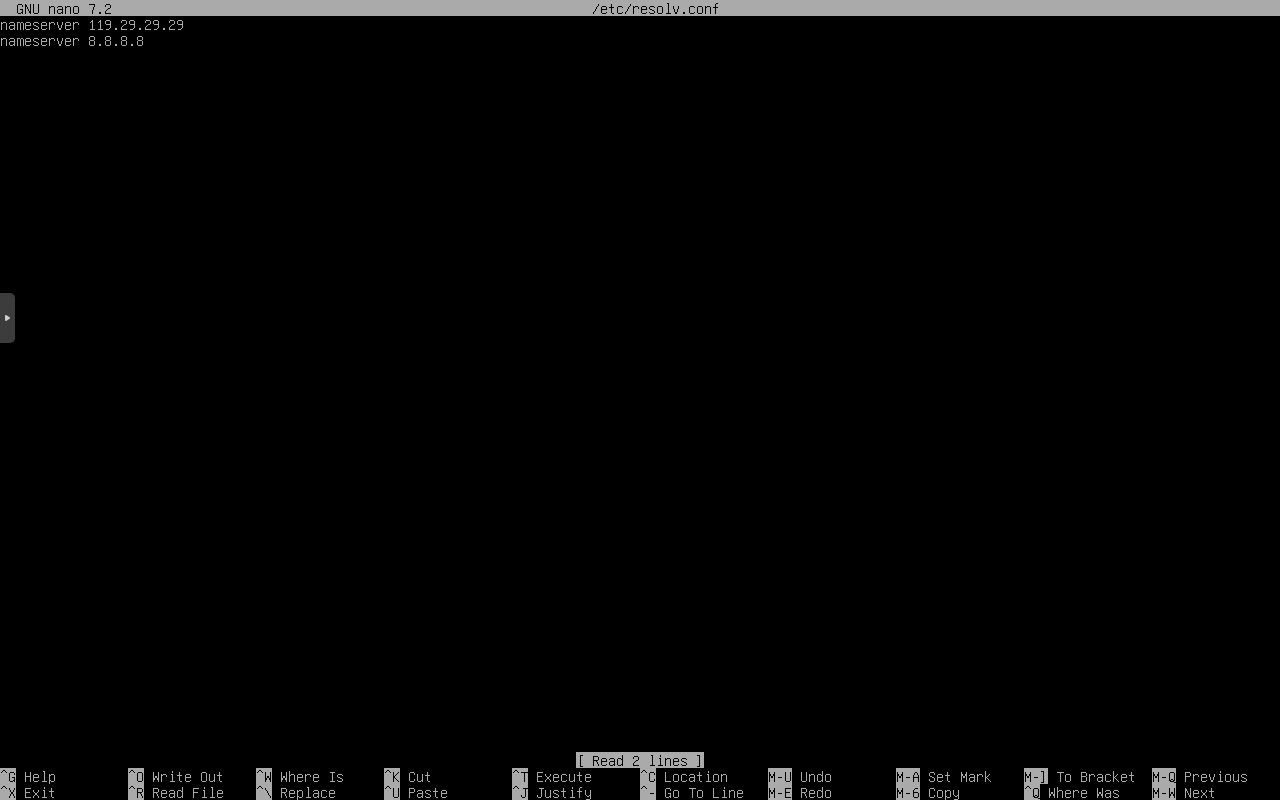 GNU nano 7.2 /etc/resolv.conf
nameserver 119.29.29.29
nameserver 8.8.8.8
[ Read 2 lines ]
^G Help ^O Write Out ^W Where Is ^K Cut ^T Execute ^C Location M-U Undo M-A Set Mark M-] To Bracket M-Q Previous
^X Exit ^R Read File ^\ Replace ^U Paste ^J Justify ^- Go To Line M-E Redo M-6 Copy ^Q Where Was M-W Next